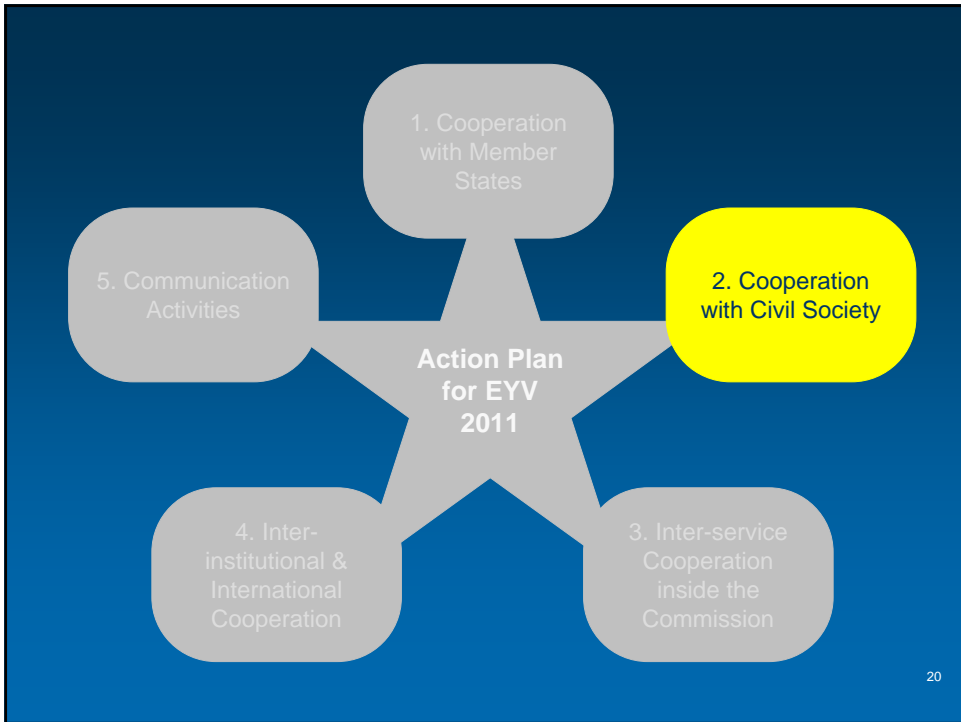 1. Cooperation
with Member
States
5. Communication
Activities
2. Cooperation
with Civil Society
Action Plan
for EYV
2011
4. Inter-
institutional &
International
Cooperation
3. Inter-service
Cooperation
inside the
Commission
20